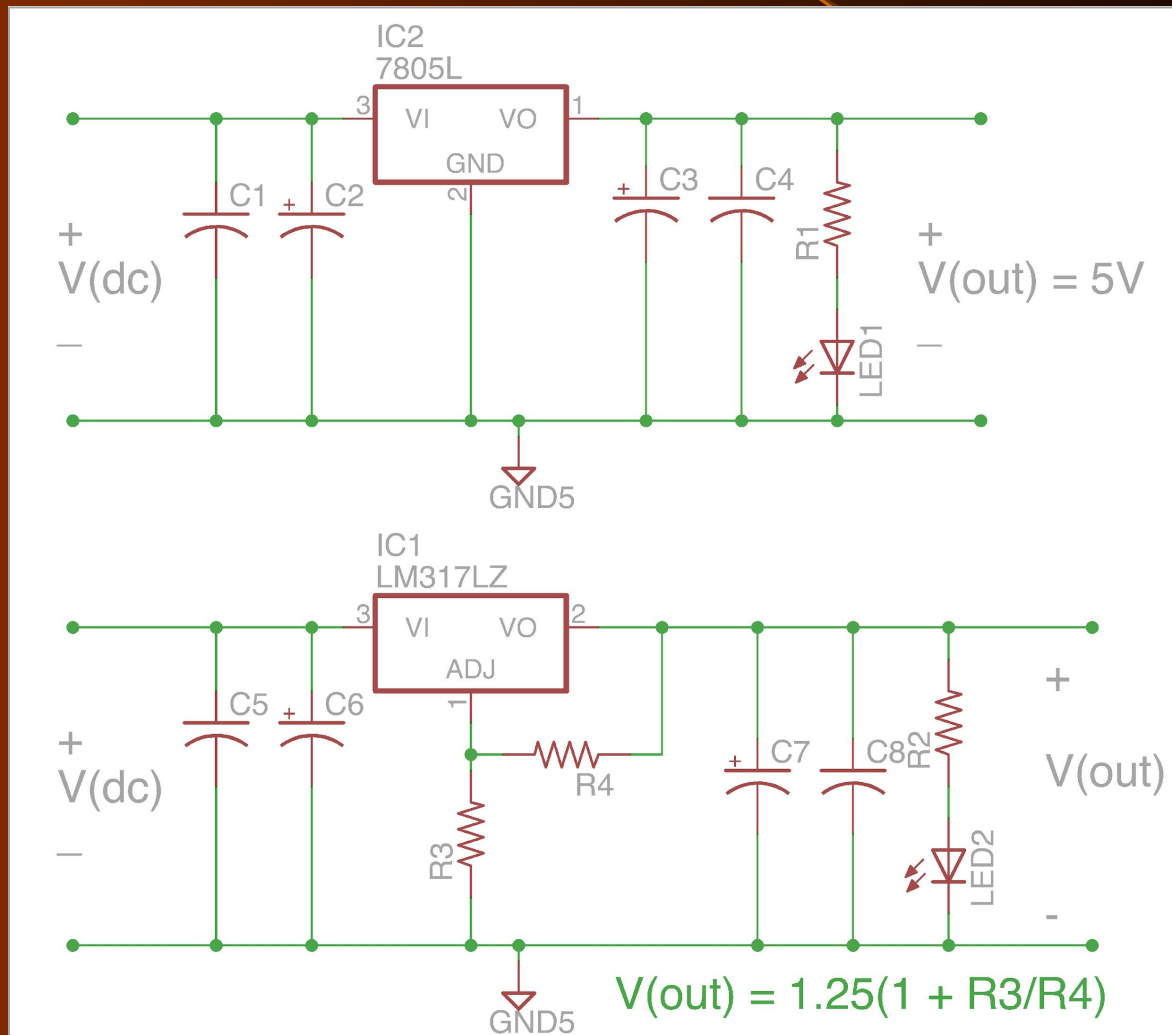 IC2
7805L
3
VI
VO
1
GND
2
C1
+
C2
+
C3
C4
R1
+
V(dc)
–
+
V(out) = 5V
–
LED1
GND5
IC1
LM317LZ
3
VI
VO
2
ADJ
1
C5
+
C6
R4
R3
+
C7
C8
R2
+
V(dc)
–
+
V(out)
-
LED2
GND5
V(out) = 1.25(1 + R3/R4)